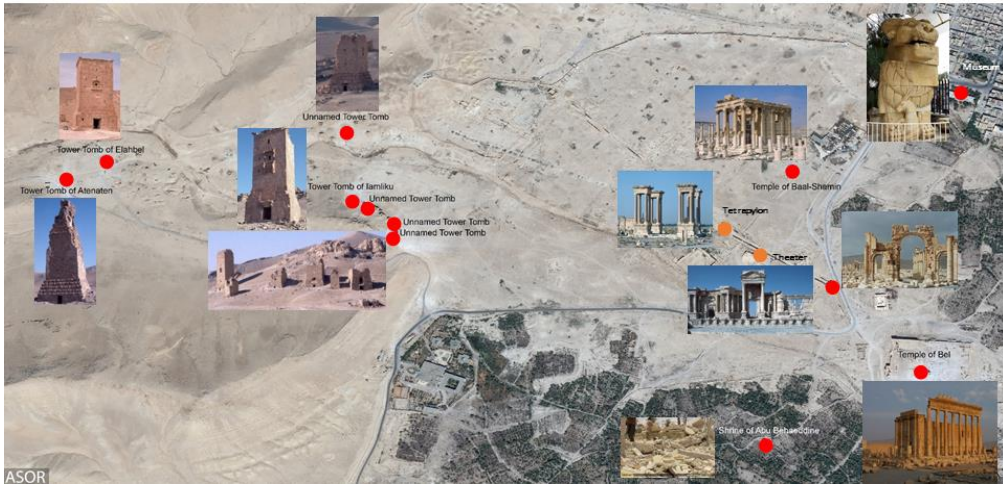 Museum
Unnamed Tower Tomb
Tower Tomb of Elahbel
Tower Tomb of Atenaten
Tower Tomb of Iamliku
Unnamed Tower Tomb
Unnamed Tower Tomb
Unnamed Tower Tomb
Temple of Baal-Shamin
Tetrapylon
Theater
Temple of Bel
Shrine of Abu Behaeddine
ASOR